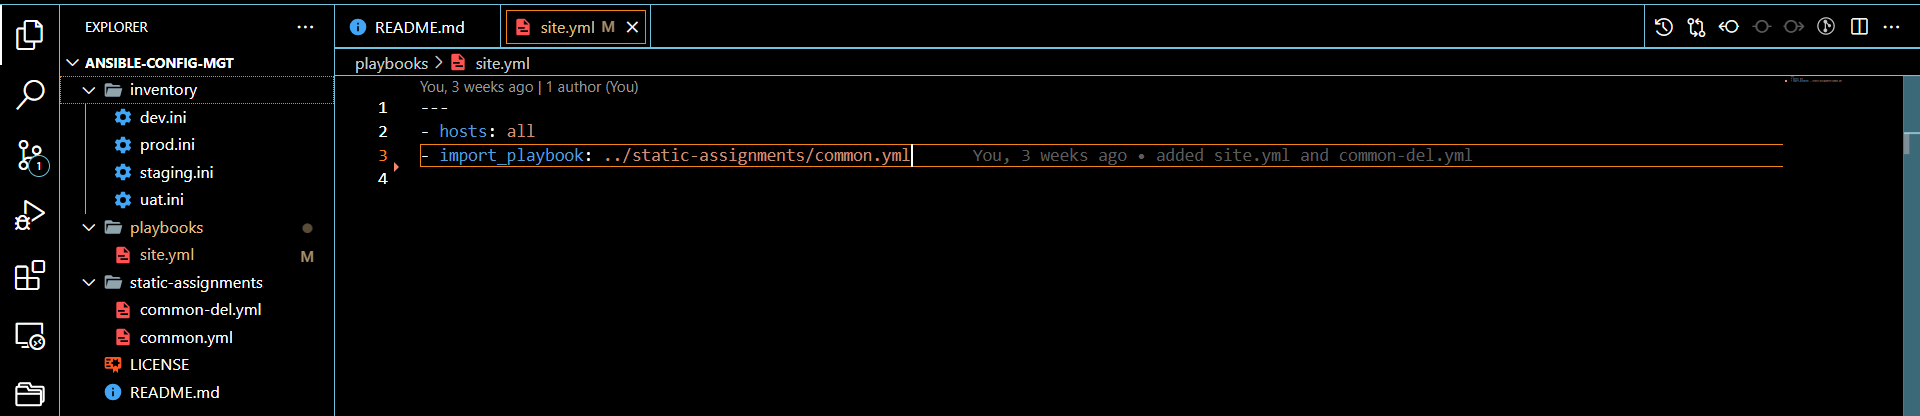 EXPLORER
ANSIBLE-CONFIG-MGT
inventory
dev.ini
prod.ini
staging.ini
uat.ini
playbooks
site.yml M
static-assignments
common-del.yml
common.yml
LICENSE
README.md
1
README.md
site.yml M
playbooks > site.yml
You, 3 weeks ago | 1 author (You)
1 ---
2 - hosts: all
3 - import_playbook: ../static-assignments/common.yml You, 3 weeks ago • added site.yml and common-del.yml
4